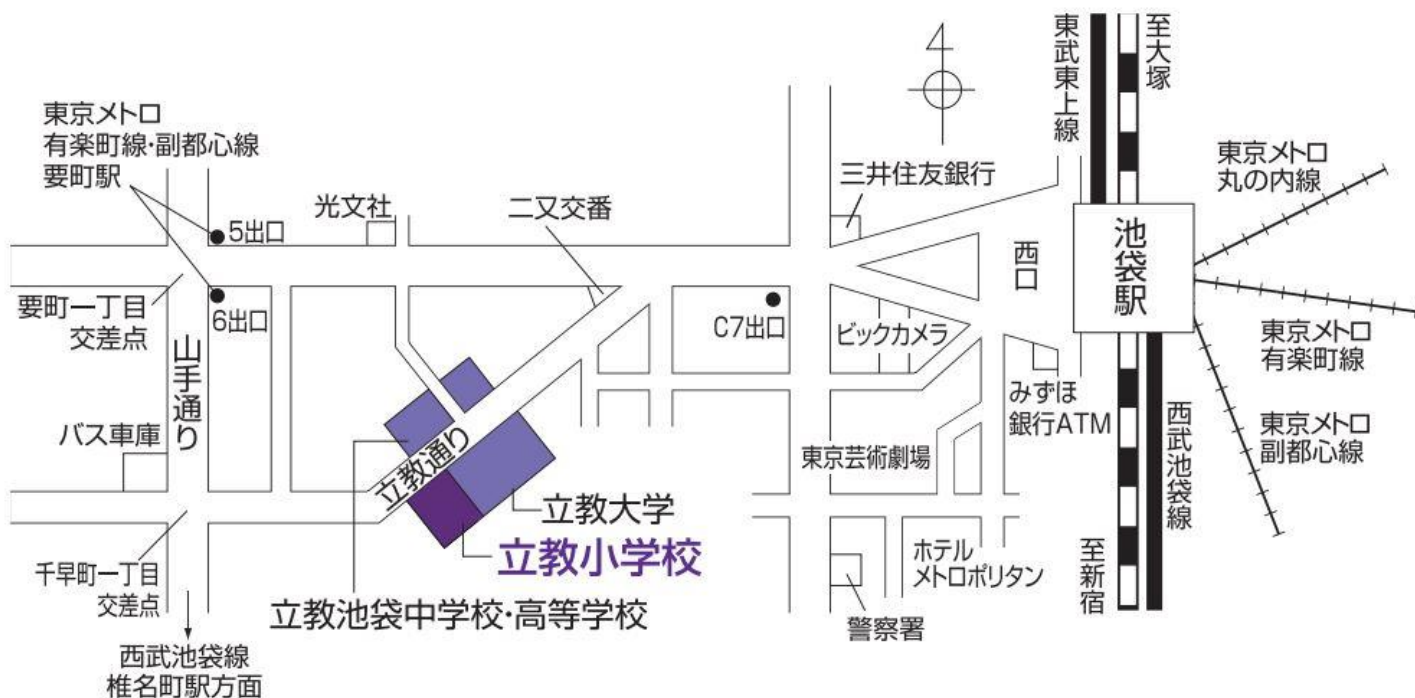 東武東上線
至大塚
東京メトロ
有楽町線・副都心線
要町駅
5出口
光文社
二又交番
三井住友銀行
東京メトロ
丸の内線
池袋駅
西口
要町一丁目
交差点
6出口
C7出口
ビックカメラ
東京メトロ
有楽町線
みずほ
銀行ATM
東京メトロ
副都心線
山手通り
バス車庫
立教通り
東京芸術劇場
西武池袋線
至新宿
立教大学
立教小学校
千早町一丁目
交差点
立教池袋中学校・高等学校
ホテル
メトロポリタン
警察署
西武池袋線
椎名町駅方面